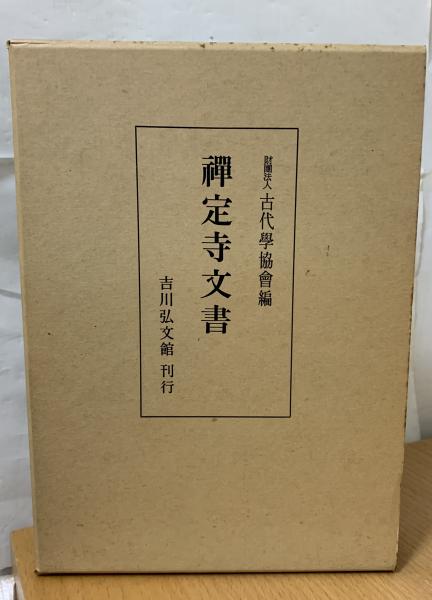 財團法人 古代學協會編
禪定寺文書
吉川弘文館 刊行